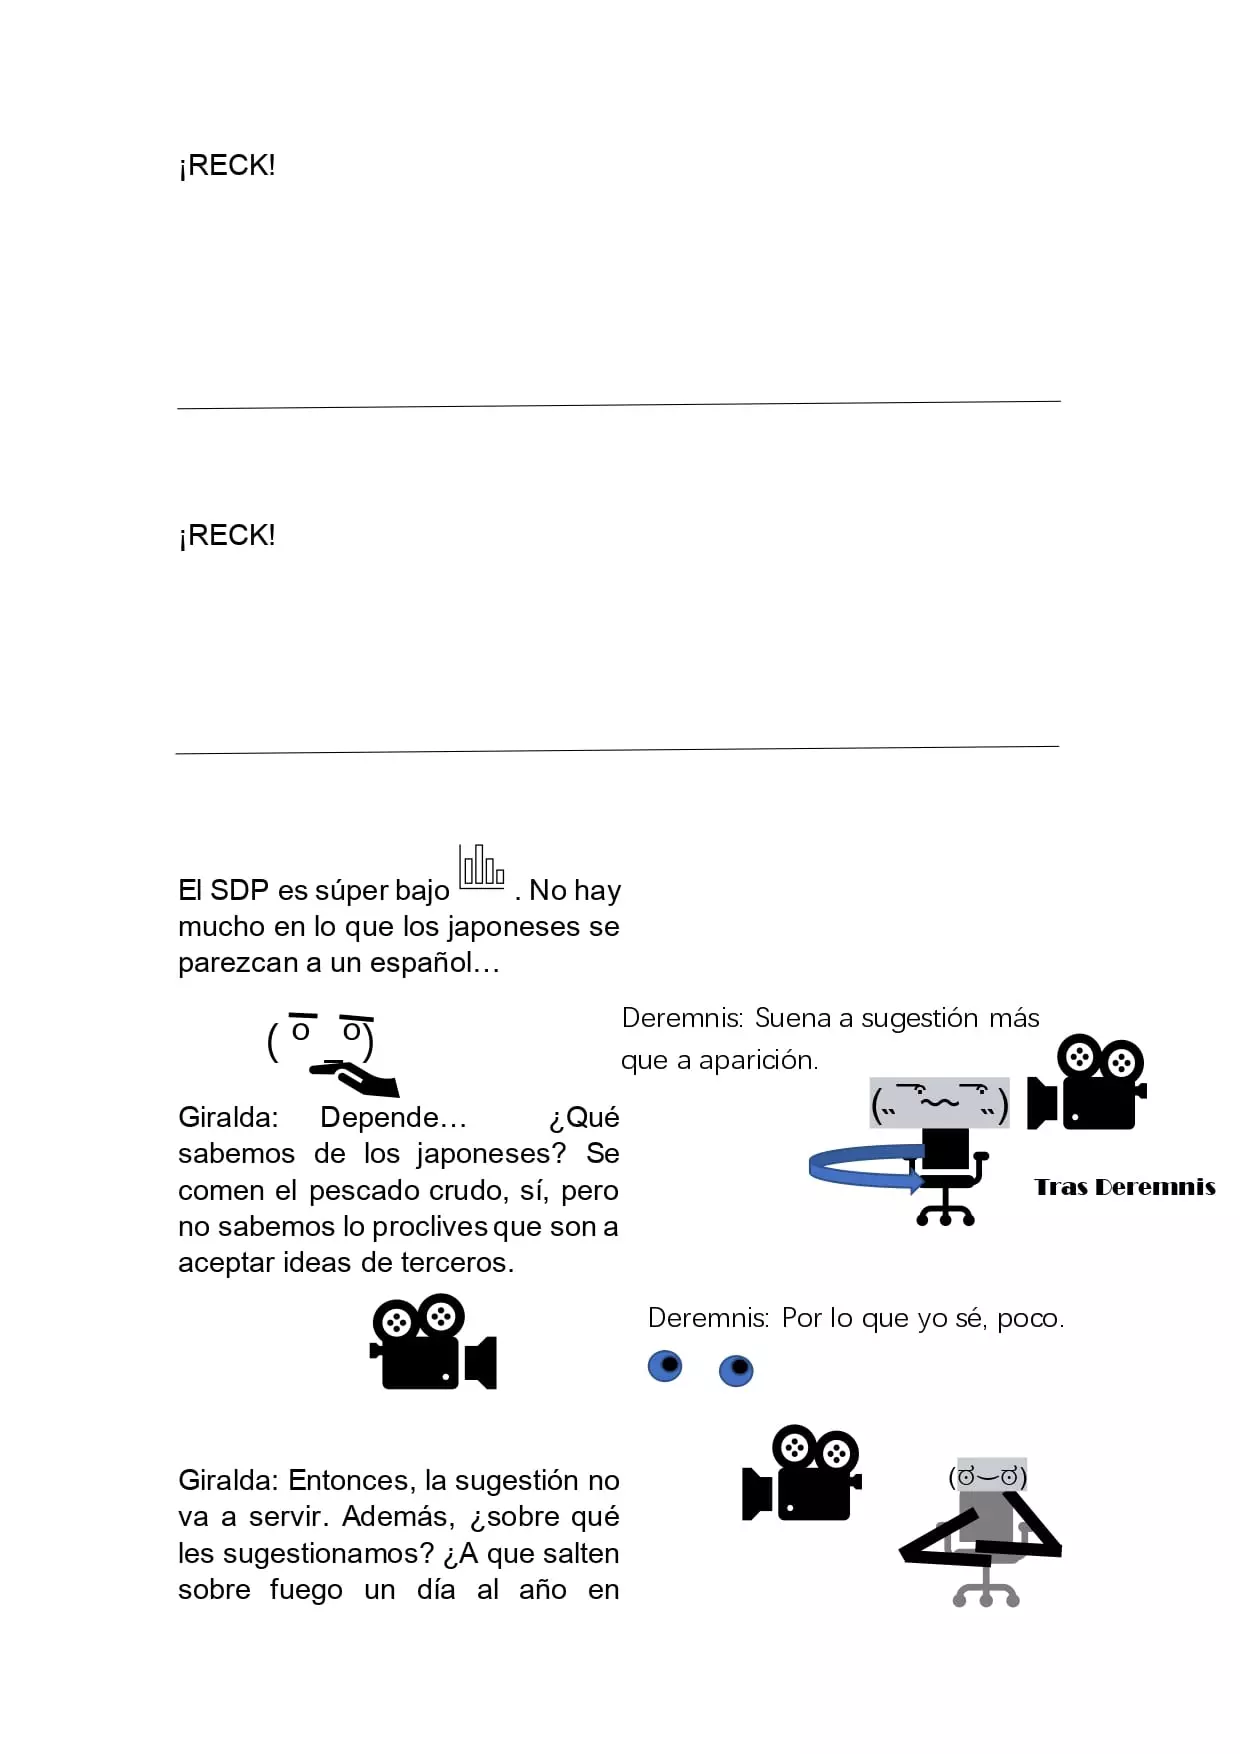 ¡RECK!
¡RECK!
El SDP es súper bajo . No hay
mucho en lo que los japoneses se
parezcan a un español…
Deremnis: Suena a sugestión más
que a aparición.
Tras Deremnis
Giralda: Depende… ¿Qué
sabemos de los japoneses? Se
comen el pescado crudo, sí, pero
no sabemos lo proclives que son a
aceptar ideas de terceros.
Deremnis: Por lo que yo sé, poco.
Giralda: Entonces, la sugestión no
va a servir. Además, ¿sobre qué
les sugestionamos? ¿A que salten
sobre fuego un día al año en